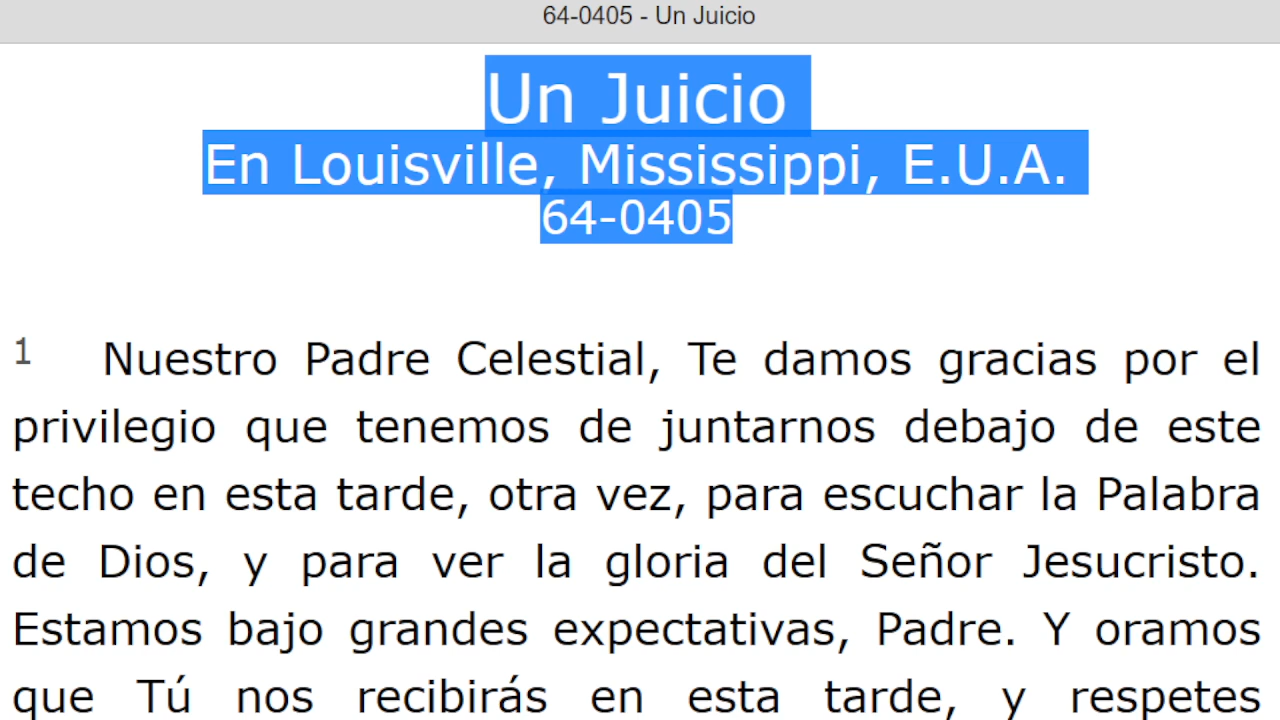 64-0405 - Un Juicio
Un Juicio
En Louisville, Mississippi, E.U.A.
64-0405
1 Nuestro Padre Celestial, Te damos gracias por el
privilegio que tenemos de juntarnos debajo de este
techo en esta tarde, otra vez, para escuchar la Palabra
de Dios, y para ver la gloria del Señor Jesucristo.
Estamos bajo grandes expectativas, Padre. Y oramos
que Tú nos recibirás en esta tarde, y respetes